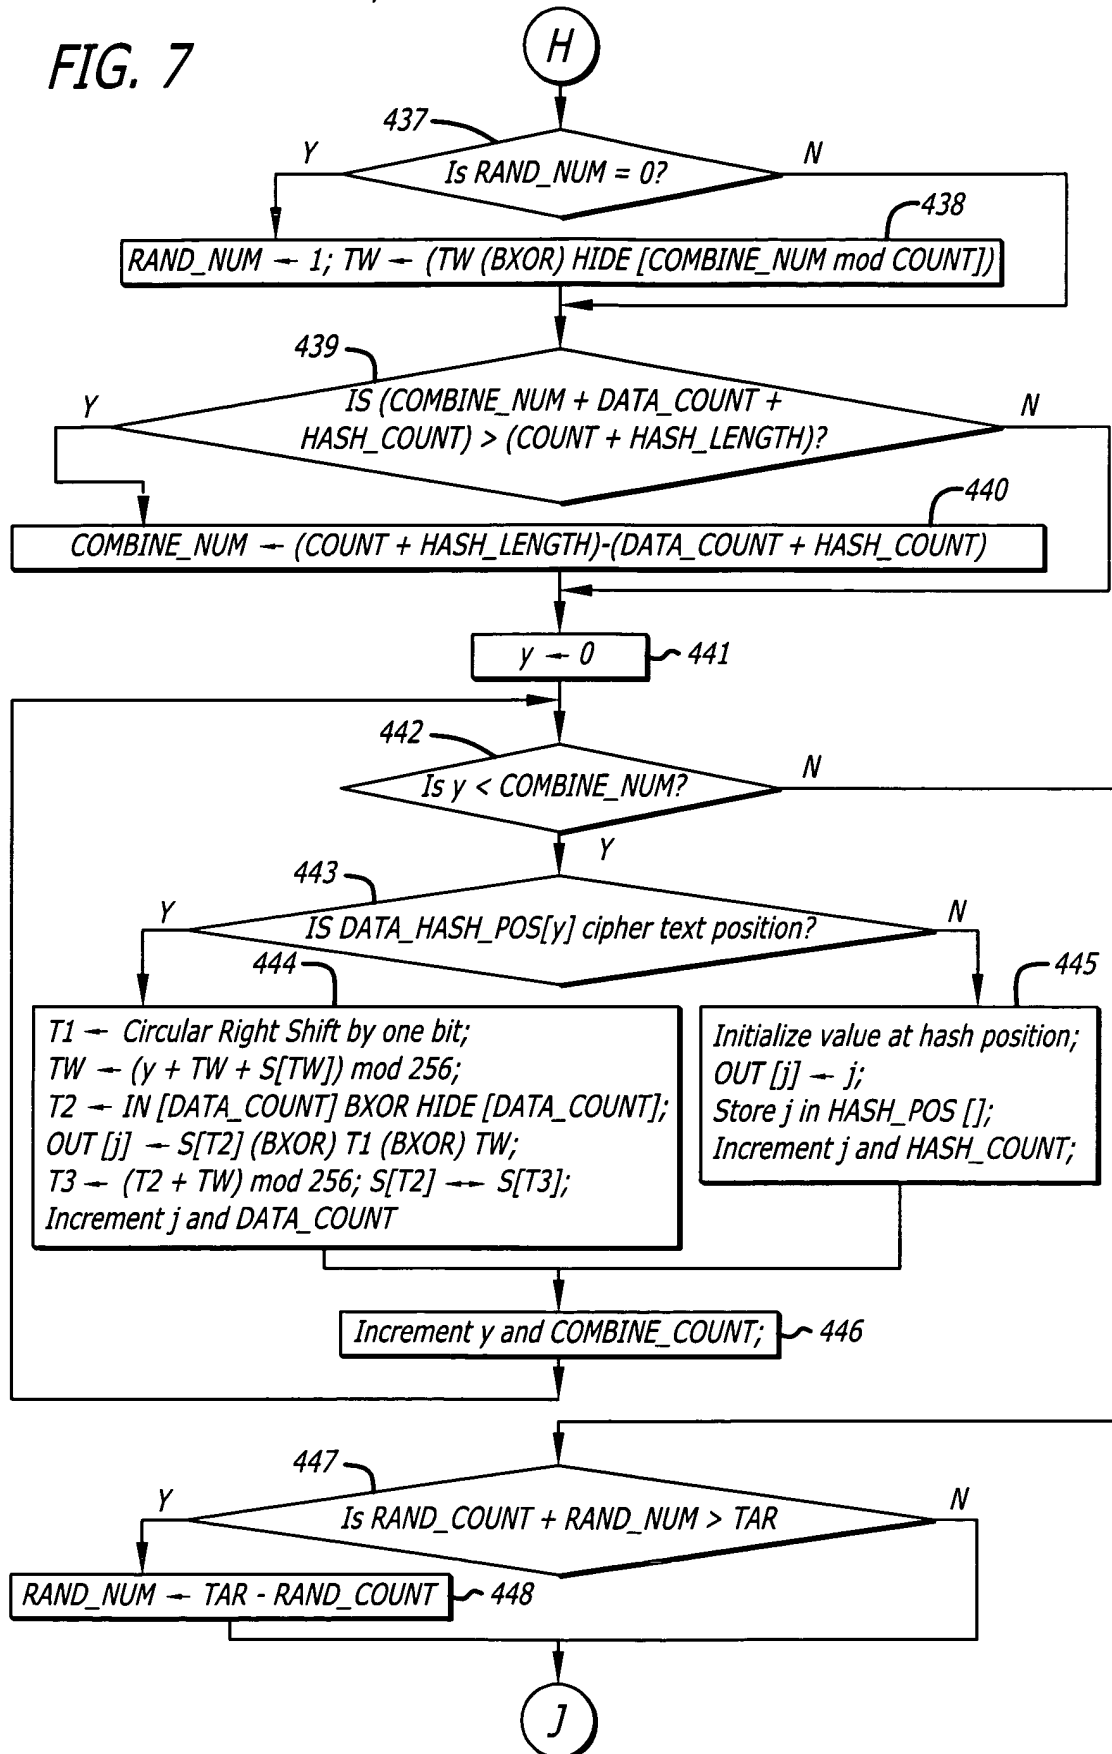 FIG. 7
H
437
Y
N
Is RAND_NUM = 0?
438
RAND_NUM ← 1; TW ← (TW (BXOR) HIDE [COMBINE_NUM mod COUNT])
439
Y
N
IS (COMBINE_NUM + DATA_COUNT +
HASH_COUNT) > (COUNT + HASH_LENGTH)?
440
COMBINE_NUM ← (COUNT + HASH_LENGTH)-(DATA_COUNT + HASH_COUNT)
y ← 0
441
442
N
Is y < COMBINE_NUM?
Y
443
Y
N
IS DATA_HASH_POS[y] cipher text position?
444
T1 ← Circular Right Shift by one bit;
TW ← (y + TW + S[TW]) mod 256;
T2 ← IN [DATA_COUNT] BXOR HIDE [DATA_COUNT];
OUT [j] ← S[T2] (BXOR) T1 (BXOR) TW;
T3 ← (T2 + TW) mod 256; S[T2] ↔ S[T3];
Increment j and DATA_COUNT
445
Initialize value at hash position;
OUT [j] ← j;
Store j in HASH_POS [];
Increment j and HASH_COUNT;
Increment y and COMBINE_COUNT;
446
447
Y
N
Is RAND_COUNT + RAND_NUM > TAR
RAND_NUM ← TAR - RAND_COUNT
448
J